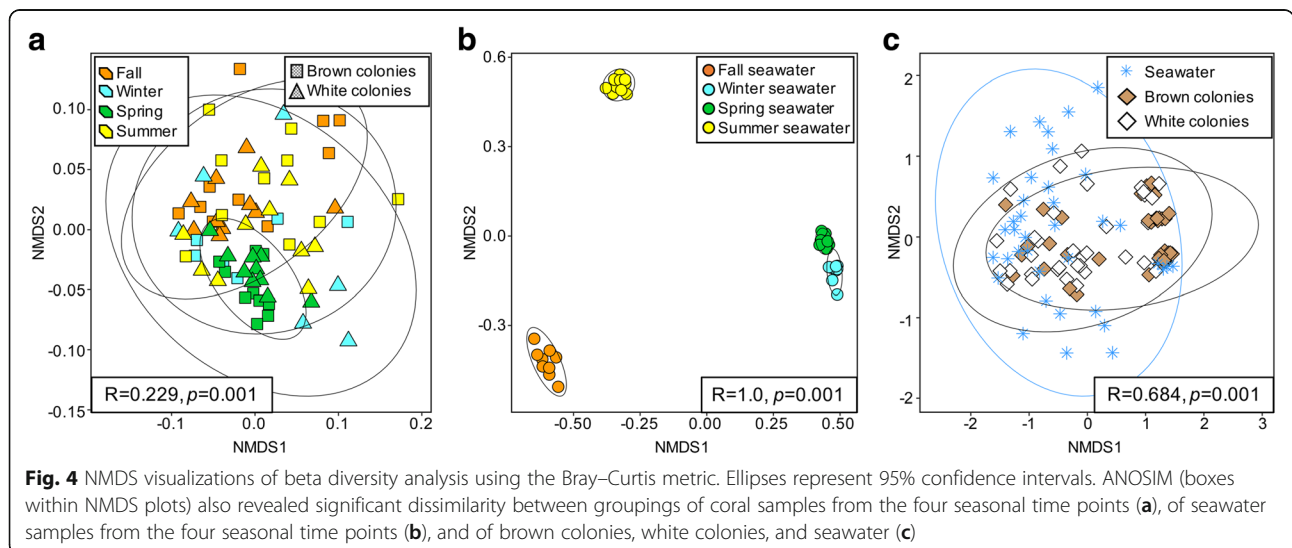 a
Fall
Winter
Spring
Summer
Brown colonies
White colonies
0.10
0.05
0.00
-0.05
-0.10
-0.15
NMDS2
-0.1
0.0
0.1
0.2
NMDS1
R=0.229, p=0.001
b
Fall seawater
Winter seawater
Spring seawater
Summer seawater
0.6
0.3
0.0
-0.3
NMDS2
-0.50
-0.25
0.00
0.25
0.50
NMDS1
R=1.0, p=0.001
c
Seawater
Brown colonies
White colonies
2
1
0
-1
-2
NMDS2
-2
-1
0
1
2
3
NMDS1
R=0.684, p=0.001
Fig. 4 NMDS visualizations of beta diversity analysis using the Bray–Curtis metric. Ellipses represent 95% confidence intervals. ANOSIM (boxes
within NMDS plots) also revealed significant dissimilarity between groupings of coral samples from the four seasonal time points (a), of seawater
samples from the four seasonal time points (b), and of brown colonies, white colonies, and seawater (c)